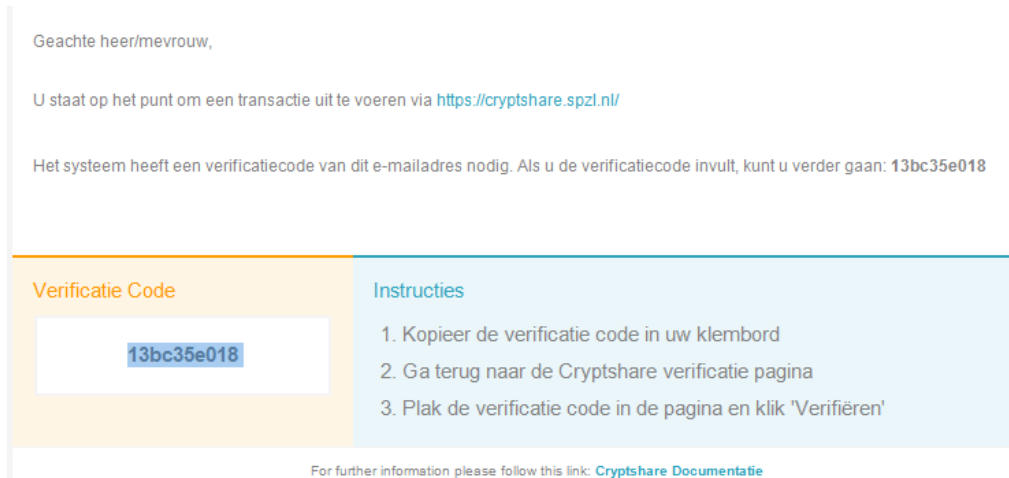 Geachte heer/mevrouw,
U staat op het punt om een transactie uit te voeren via https://cryptshare.spzl.nl/
Het systeem heeft een verificatiecode van dit e-mailadres nodig. Als u de verificatiecode invult, kunt u verder gaan: 13bc35e018
Verificatie Code
13bc35e018
Instructies
1. Kopieer de verificatie code in uw klembord
2. Ga terug naar de Cryptshare verificatie pagina
3. Plak de verificatie code in de pagina en klik 'Verifiëren'
For further information please follow this link: Cryptshare Documentatie